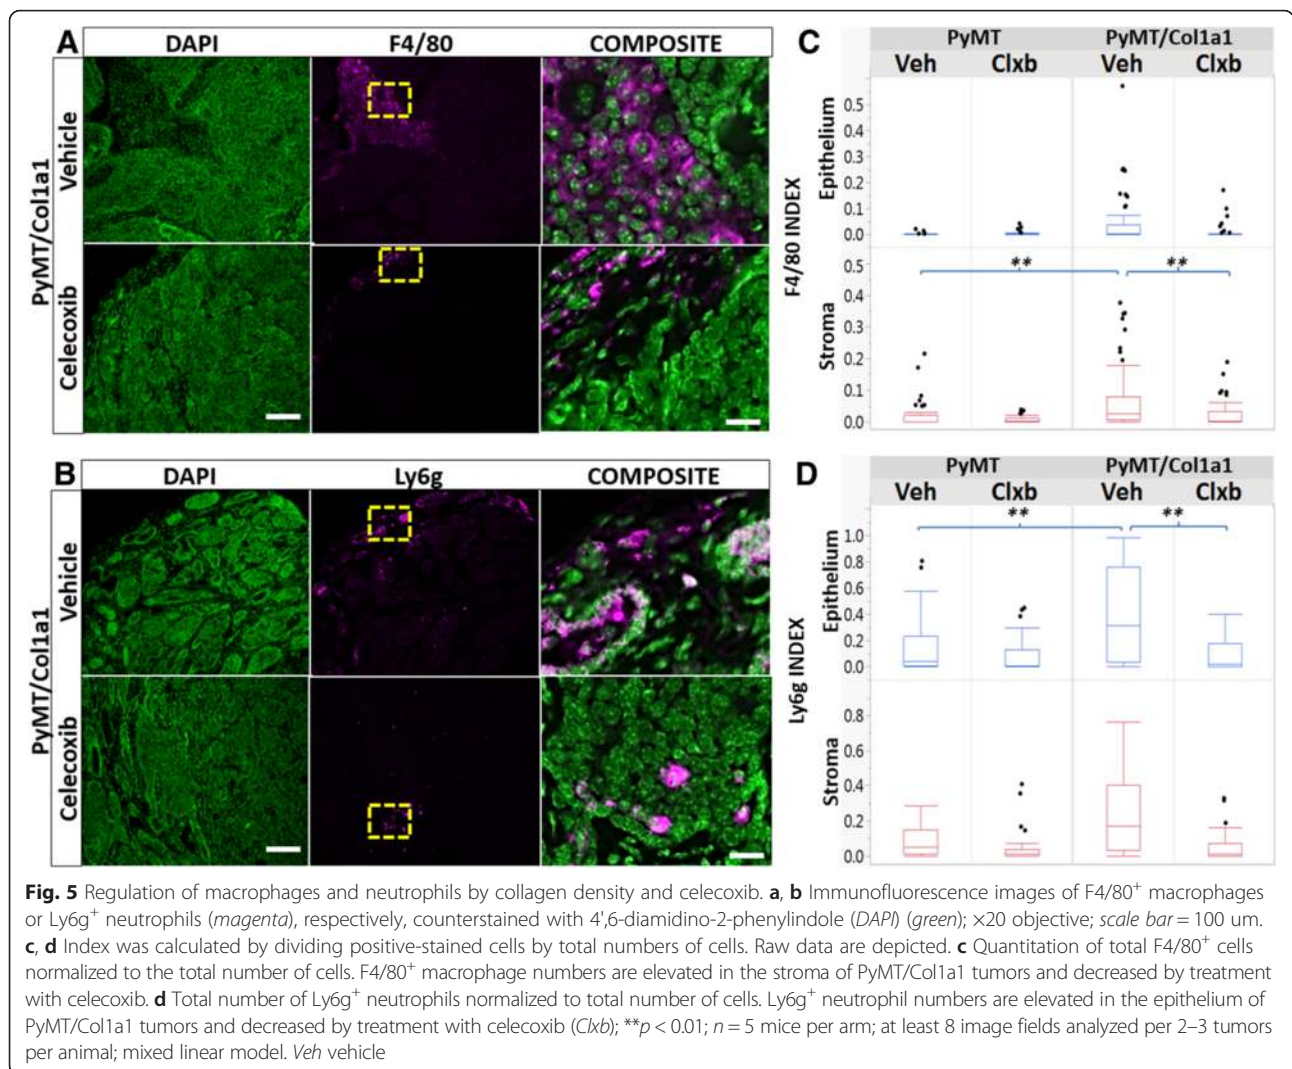 A
DAPI F4/80 COMPOSITE
PyMT/Col1a1
Vehicle
Celecoxib
B
DAPI Ly6g COMPOSITE
PyMT/Col1a1
Vehicle
Celecoxib
C
PyMT PyMT/Col1a1
Veh Clxb Veh Clxb
F4/80 INDEX
Epithelium
0.5
0.4
0.3
0.2
0.1
0.0
Stroma
** **
0.5
0.4
0.3
0.2
0.1
0.0
D
PyMT PyMT/Col1a1
Veh Clxb Veh Clxb
** **
Ly6g INDEX
Epithelium
1.0
0.8
0.6
0.4
0.2
0.0
Stroma
0.8
0.6
0.4
0.2
0.0
Fig. 5 Regulation of macrophages and neutrophils by collagen density and celecoxib. a, b Immunofluorescence images of F4/80⁺ macrophages
or Ly6g⁺ neutrophils (magenta), respectively, counterstained with 4',6-diamidino-2-phenylindole (DAPI) (green); ×20 objective; scale bar = 100 um.
c, d Index was calculated by dividing positive-stained cells by total numbers of cells. Raw data are depicted. c Quantitation of total F4/80⁺ cells
normalized to the total number of cells. F4/80⁺ macrophage numbers are elevated in the stroma of PyMT/Col1a1 tumors and decreased by treatment
with celecoxib. d Total number of Ly6g⁺ neutrophils normalized to total number of cells. Ly6g⁺ neutrophil numbers are elevated in the epithelium of
PyMT/Col1a1 tumors and decreased by treatment with celecoxib (Clxb); **p < 0.01; n = 5 mice per arm; at least 8 image fields analyzed per 2–3 tumors
per animal; mixed linear model. Veh vehicle